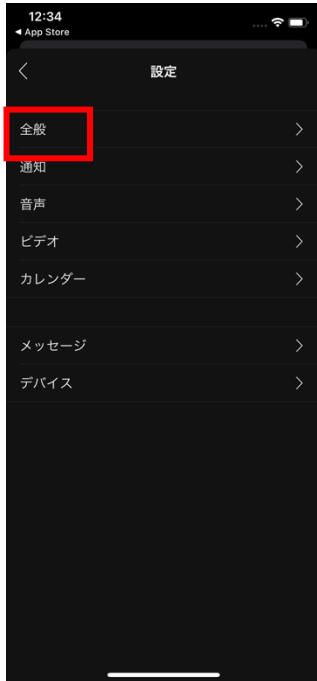 12:34
◀ App Store
設定
全般
通知
音声
ビデオ
カレンダー
メッセージ
デバイス